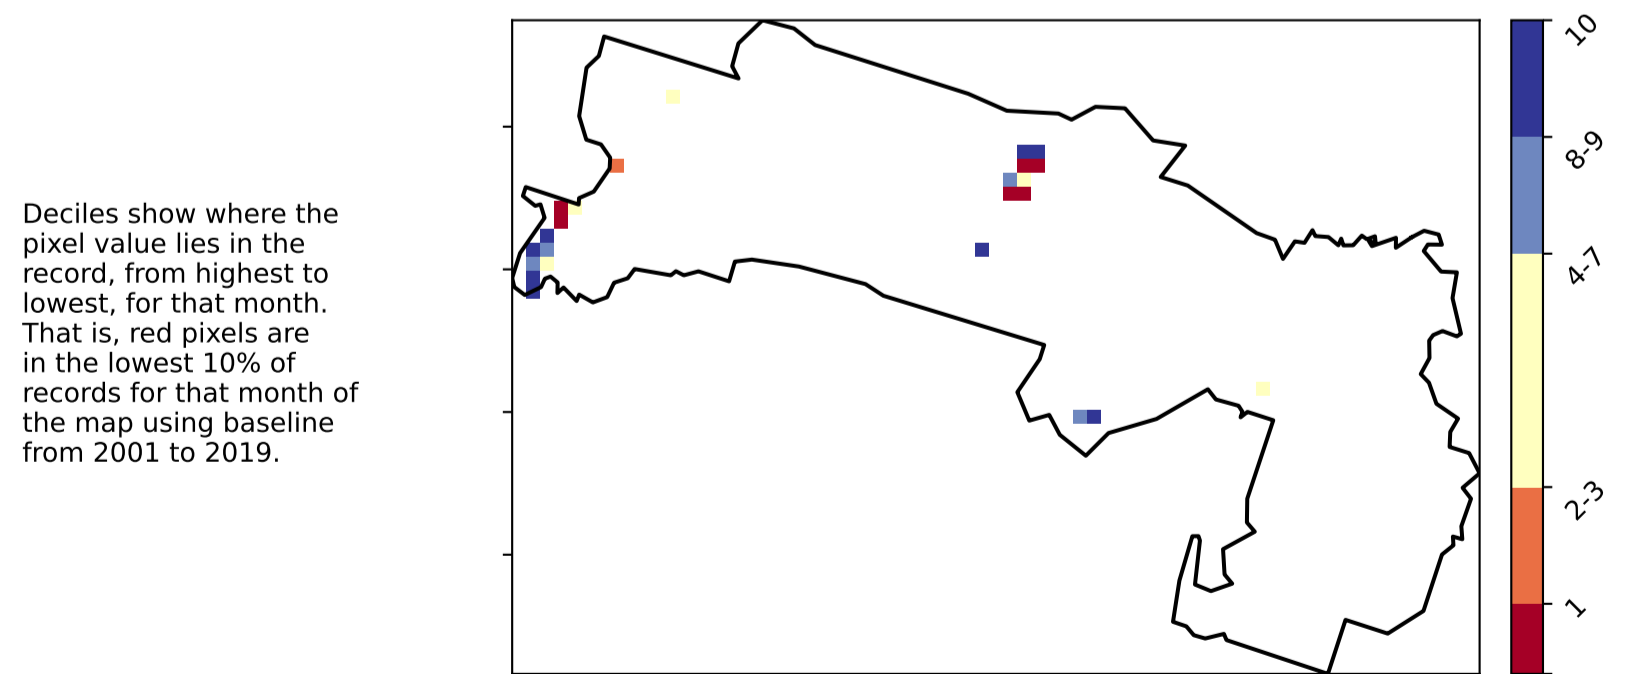 Deciles show where the
pixel value lies in the
record, from highest to
lowest, for that month.
That is, red pixels are
in the lowest 10% of
records for that month of
the map using baseline
from 2001 to 2019.
10
8-9
4-7
2-3
1